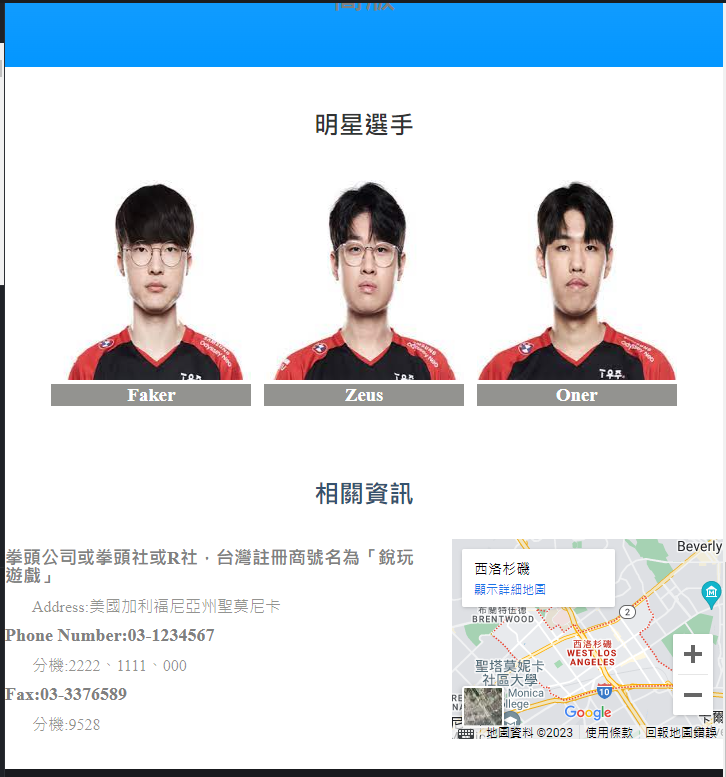 明星選手
Faker
Zeus
Oner
相關資訊
拳頭公司或拳頭社或R社．台灣註冊商號名為「銳玩
遊戲」
Address:美國加利福尼亞州聖莫尼卡
Phone Number:03-1234567
分機:2222、1111、000
Fax:03-3376589
分機:9528
Beverly
西洛杉磯
顯示詳細地圖
布蘭特伍德
BRENTWOOD
2
西洛杉磯
WEST LOS
ANGELES
聖塔莫妮卡
社區大學
Monica
College
10
Google
地圖資料 ©2023
使用條款
回報地圖錯誤